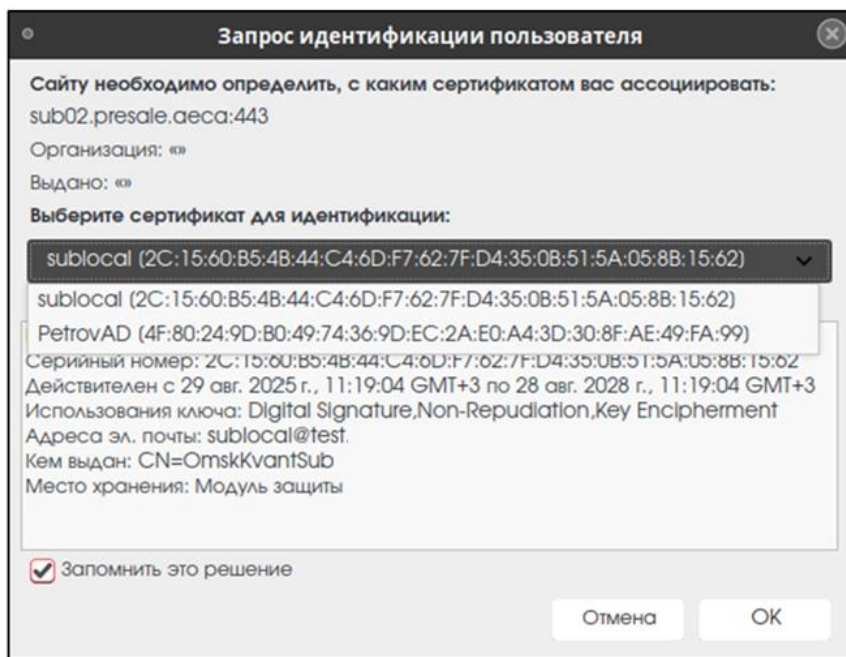 Запрос идентификации пользователя
Сайту необходимо определить, с каким сертификатом вас ассоциировать:
sub02.presale.aeca:443
Организация: «»
Выдано: «»
Выберите сертификат для идентификации:
sublocal (2C:15:60:B5:4B:44:C4:6D:F7:62:7F:D4:35:0B:51:5A:05:8B:15:62)
sublocal (2C:15:60:B5:4B:44:C4:6D:F7:62:7F:D4:35:0B:51:5A:05:8B:15:62)
PetrovAD (4F:80:24:9D:B0:49:74:36:9D:EC:2A:E0:A4:3D:30:8F:AE:49:FA:99)
Серийный номер: 2C:15:60:B5:4B:44:C4:6D:F7:62:7F:D4:35:0B:51:5A:05:8B:15:62
Действителен с 29 авг. 2025 г., 11:19:04 GMT+3 по 28 авг. 2028 г., 11:19:04 GMT+3
Использования ключа: Digital Signature,Non-Repudiation,Key Encipherment
Адреса эл. почты: sublocal@test.
Кем выдан: CN=OmskKvantSub
Место хранения: Модуль защиты
Запомнить это решение
Отмена
OK